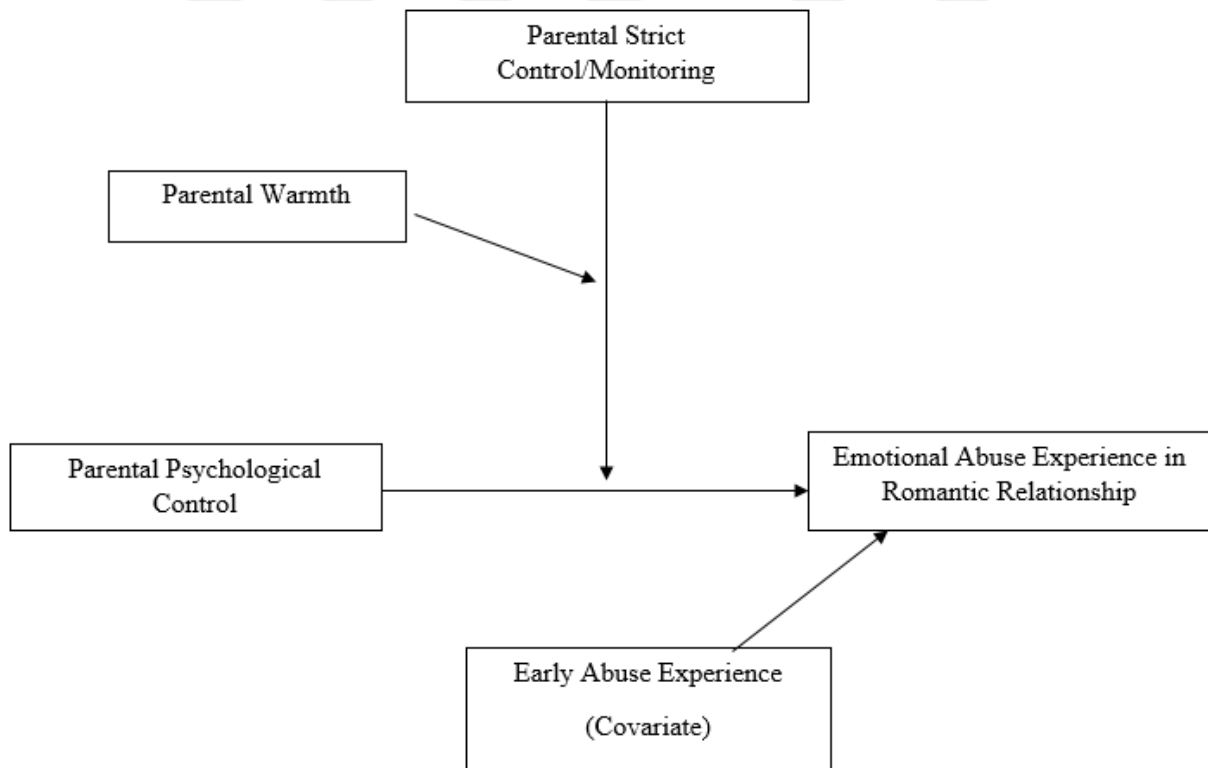 Parental Strict
Control/Monitoring
Parental Warmth
Parental Psychological
Control
Emotional Abuse Experience in
Romantic Relationship
Early Abuse Experience
(Covariate)